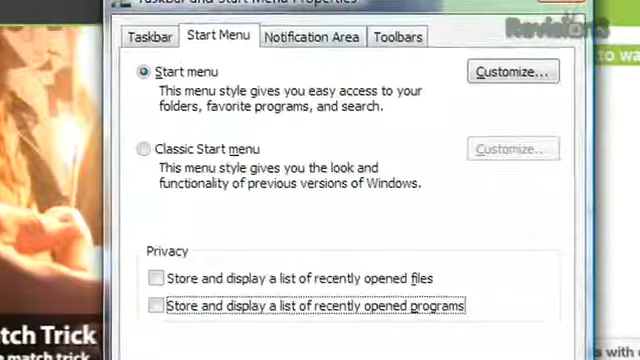 Taskbar and Start Menu Properties
Revision3
Taskbar
Start Menu
Notification Area
Toolbars
to wa
Start menu
Customize...
This menu style gives you easy access to your
folders, favorite programs, and search.
Classic Start menu
Customize...
This menu style gives you the look and
functionality of previous versions of Windows.
Privacy
Store and display a list of recently opened files
Store and display a list of recently opened programs
atch Trick
e match trick
s with